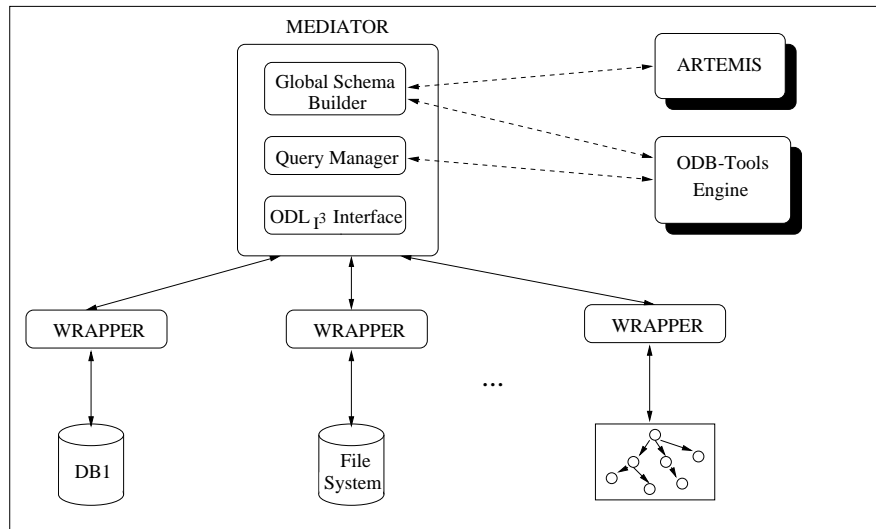 MEDIATOR
Global Schema
Builder
Query Manager
ODL I³ Interface
ARTEMIS
ODB-Tools
Engine
WRAPPER
WRAPPER
WRAPPER
...
DB1
File
System